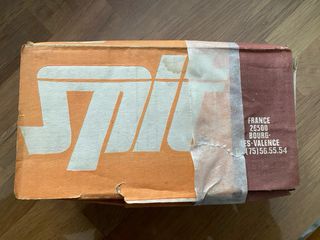 spit
FRANCE
26500
BOURG-
LES-VALENCE
(75) 56.55.54